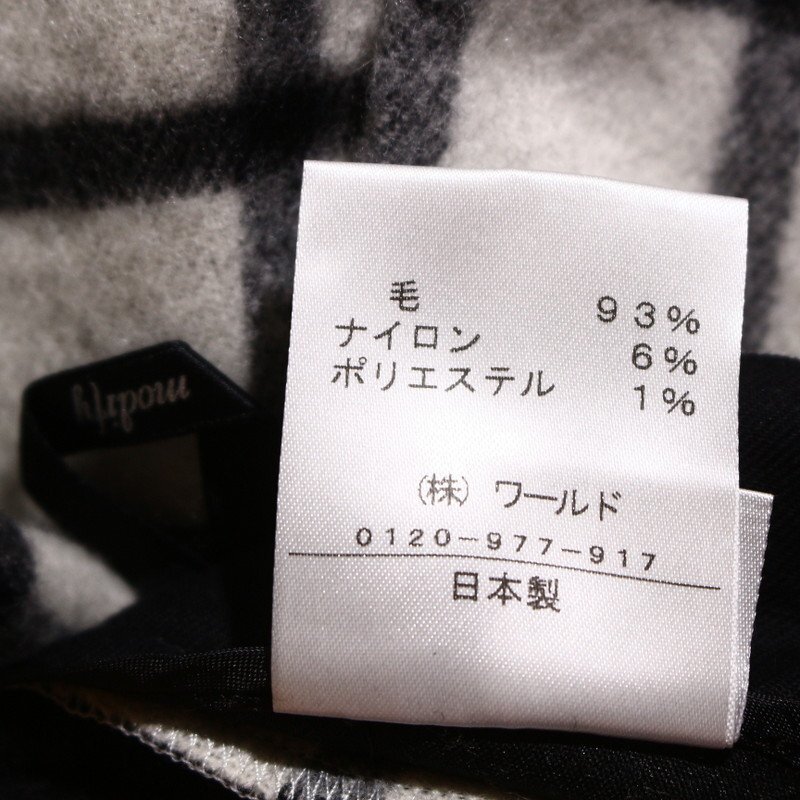 毛 93%
ナイロン 6%
ポリエステル 1%
(株) ワールド
0120-977-917
日本製
modify